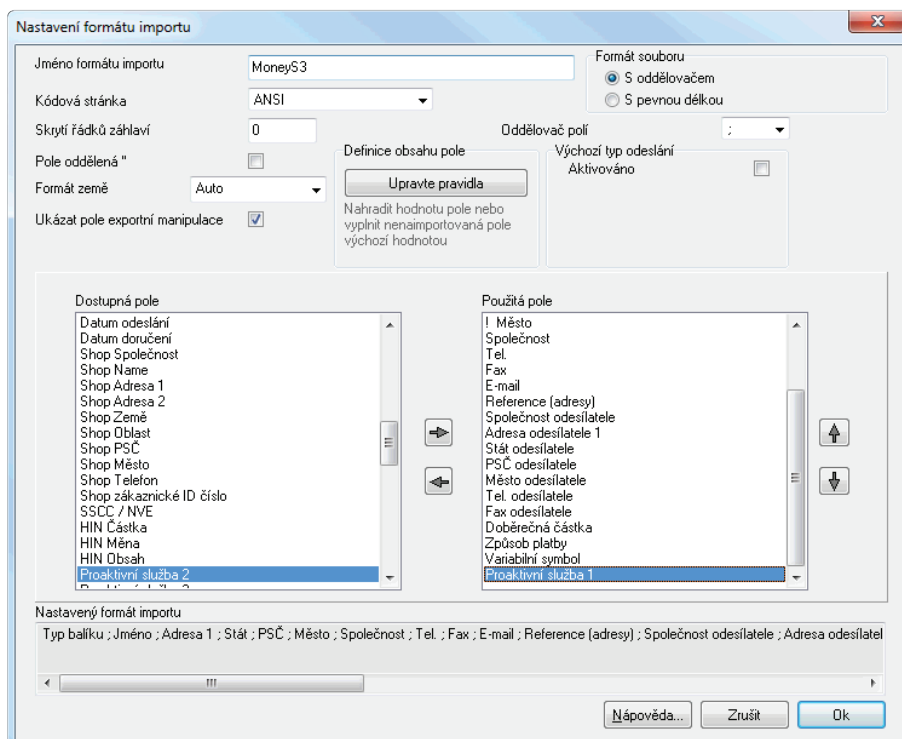 Nastavení formátu importu
Jméno formátu importu
MoneyS3
Formát souboru
S oddělovačem
S pevnou délkou
Kódová stránka
ANSI
Skrytí řádků záhlaví
0
Oddělovač polí
;
Pole oddělená "
Definice obsahu pole
Výchozí typ odeslání
Aktivováno
Formát země
Auto
Upravte pravidla
Ukázat pole exportní manipulace
Nahradit hodnotu pole nebo
vyplnit nenaimportovaná pole
výchozí hodnotou
Dostupná pole
Datum odeslání
Datum doručení
Shop Společnost
Shop Name
Shop Adresa 1
Shop Adresa 2
Shop Země
Shop Oblast
Shop PSČ
Shop Město
Shop Telefon
Shop zákaznické ID číslo
SSCC / NVE
HIN Částka
HIN Měna
HIN Obsah
Proaktivní služba 2
Použitá pole
! Město
Společnost
Tel.
Fax
E-mail
Reference (adresy)
Společnost odesílatele
Adresa odesílatele 1
Stát odesílatele
PSČ odesílatele
Město odesílatele
Tel. odesílatele
Fax odesílatele
Doběrečná částka
Způsob platby
Variabilní symbol
Proaktivní služba 1
Nastavený formát importu
Typ balíku ; Jméno ; Adresa 1 ; Stát ; PSČ ; Město ; Společnost ; Tel. ; Fax ; E-mail ; Reference (adresy) ; Společnost odesílatele ; Adresa odesílatel
Nápověda...
Zrušit
Ok